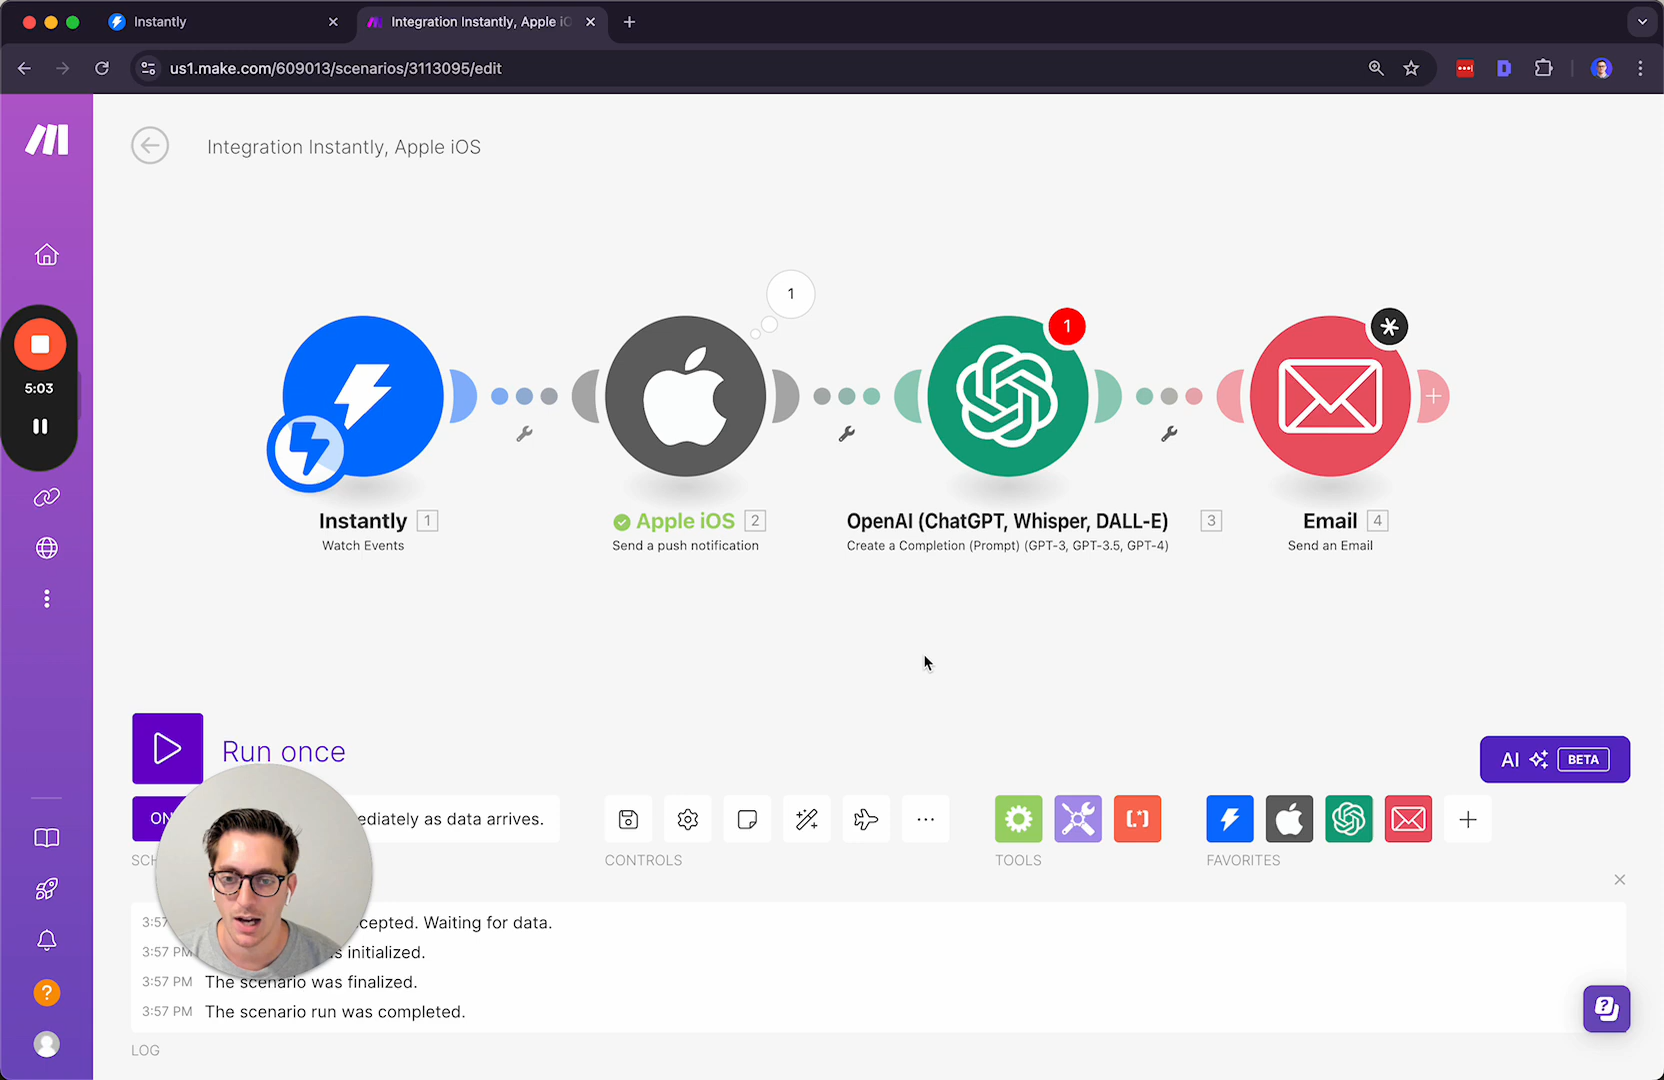 Instantly
Integration Instantly, Apple iO
us1.make.com/609013/scenarios/3113095/edit
Integration Instantly, Apple iOS
1
1
5:03
Instantly 1
Watch Events
Apple iOS 2
Send a push notification
OpenAI (ChatGPT, Whisper, DALL-E) 3
Create a Completion (Prompt) (GPT-3, GPT-3.5, GPT-4)
Email 4
Send an Email
Run once
AI BETA
ON
ediately as data arrives.
SCH
CONTROLS
TOOLS
FAVORITES
3:57 cepted. Waiting for data.
3:57 PM s initialized.
3:57 PM The scenario was finalized.
3:57 PM The scenario run was completed.
LOG